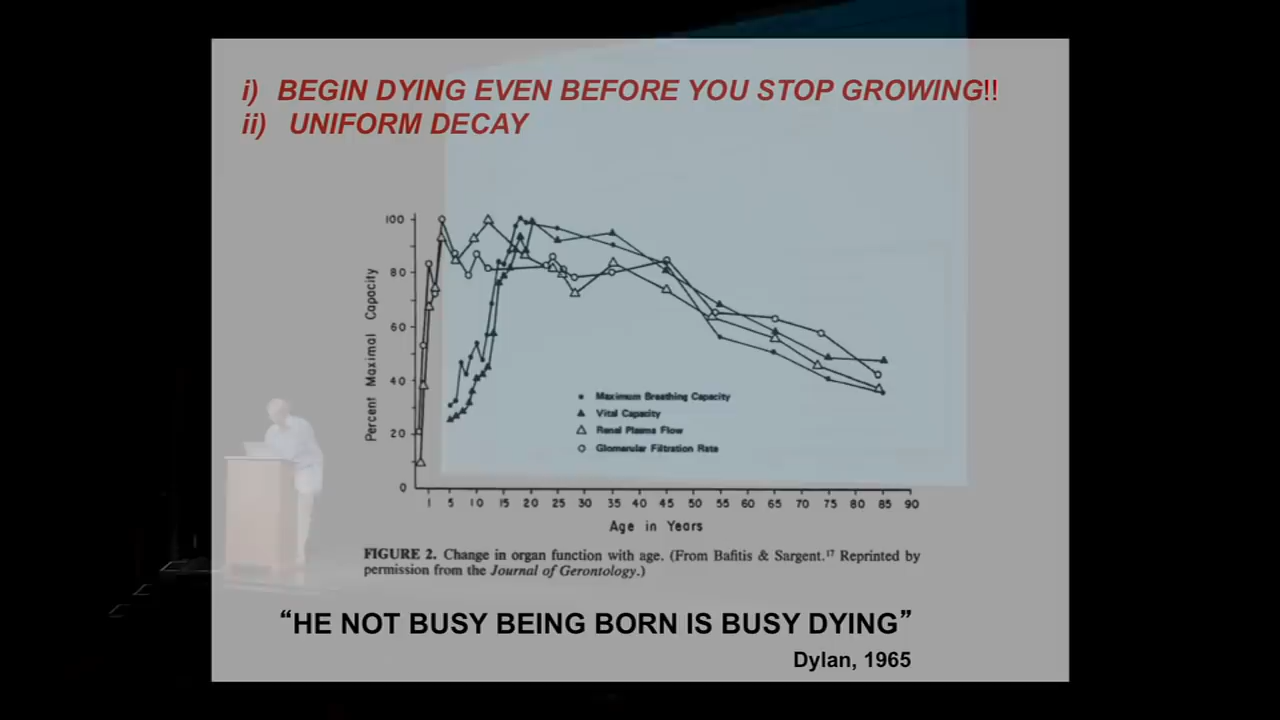 i) BEGIN DYING EVEN BEFORE YOU STOP GROWING!!
ii) UNIFORM DECAY
Percent Maximal Capacity
100
80
60
40
20
0
Maximum Breathing Capacity
Vital Capacity
Renal Plasma Flow
Glomerular Filtration Rate
1 5 10 15 20 25 30 35 40 45 50 55 60 65 70 75 80 85 90
Age in Years
FIGURE 2. Change in organ function with age. (From Bafitis & Sargent.17 Reprinted by
permission from the Journal of Gerontology.)
“HE NOT BUSY BEING BORN IS BUSY DYING”
Dylan, 1965